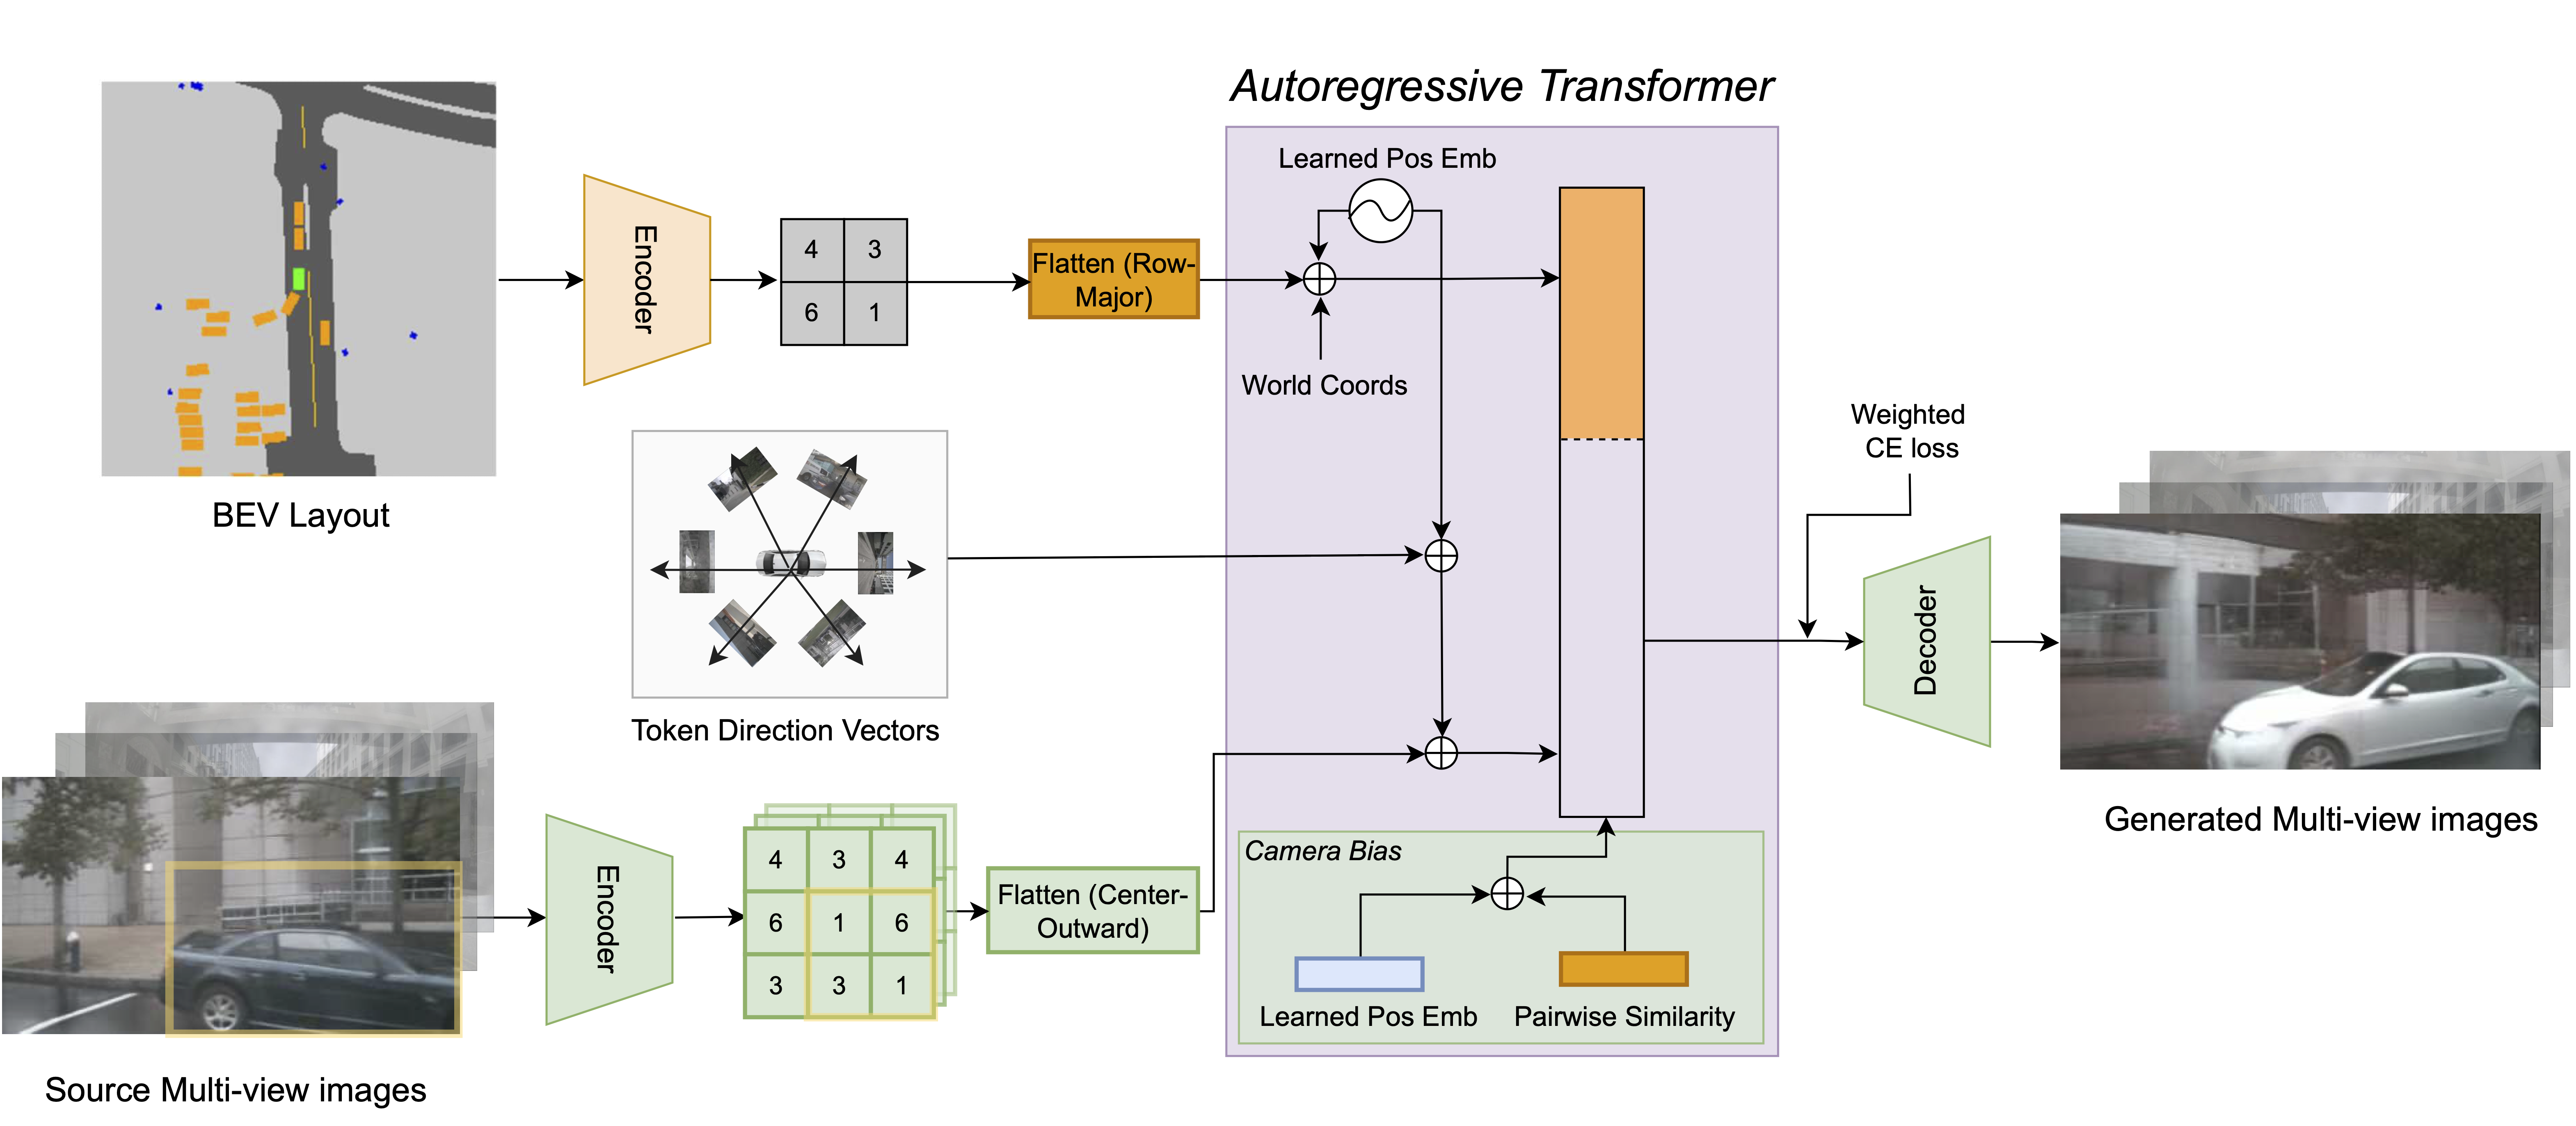 Autoregressive Transformer
Learned Pos Emb
Encoder
4 3
6 1
Flatten (Row-
Major)
World Coords
BEV Layout
Weighted
CE loss
Token Direction Vectors
Decoder
Generated Multi-view images
Encoder
4 3 4
6 1 6
3 3 1
Flatten (Center-
Outward)
Camera Bias
Learned Pos Emb
Pairwise Similarity
Source Multi-view images